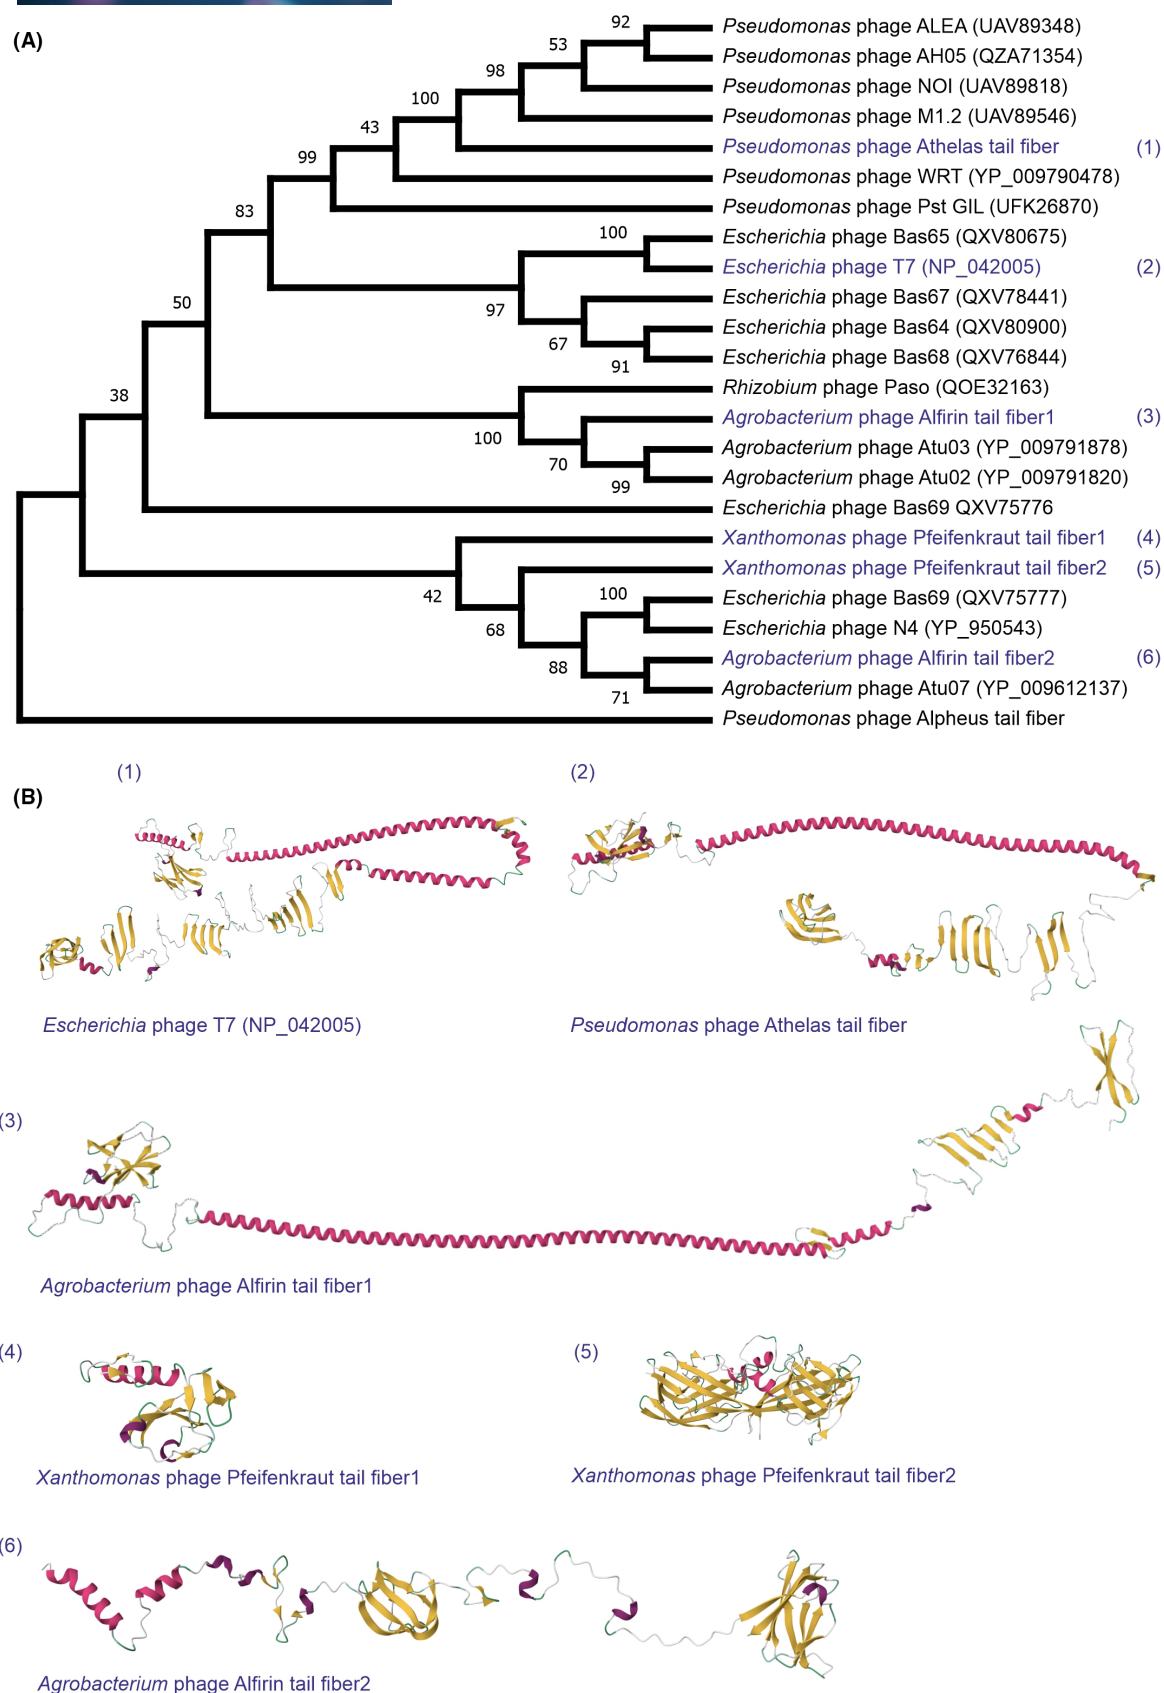 (A)
92
Pseudomonas phage ALEA (UAV89348)
53
Pseudomonas phage AH05 (QZA71354)
98
Pseudomonas phage NOI (UAV89818)
100
Pseudomonas phage M1.2 (UAV89546)
43
Pseudomonas phage Athelas tail fiber (1)
99
Pseudomonas phage WRT (YP_009790478)
83
Pseudomonas phage Pst GIL (UFK26870)
100
Escherichia phage Bas65 (QXV80675)
Escherichia phage T7 (NP_042005) (2)
50
97
Escherichia phage Bas67 (QXV78441)
67
Escherichia phage Bas64 (QXV80900)
91
Escherichia phage Bas68 (QXV76844)
38
Rhizobium phage Paso (QOE32163)
100
Agrobacterium phage Alfirin tail fiber1 (3)
70
Agrobacterium phage Atu03 (YP_009791878)
99
Agrobacterium phage Atu02 (YP_009791820)
Escherichia phage Bas69 QXV75776
Xanthomonas phage Pfeifenkraut tail fiber1 (4)
42
Xanthomonas phage Pfeifenkraut tail fiber2 (5)
100
Escherichia phage Bas69 (QXV75777)
68
Escherichia phage N4 (YP_950543)
88
Agrobacterium phage Alfirin tail fiber2 (6)
71
Agrobacterium phage Atu07 (YP_009612137)
Pseudomonas phage Alpheus tail fiber
(B)
(1)
Escherichia phage T7 (NP_042005)
(2)
Pseudomonas phage Athelas tail fiber
(3)
Agrobacterium phage Alfirin tail fiber1
(4)
Xanthomonas phage Pfeifenkraut tail fiber1
(5)
Xanthomonas phage Pfeifenkraut tail fiber2
(6)
Agrobacterium phage Alfirin tail fiber2